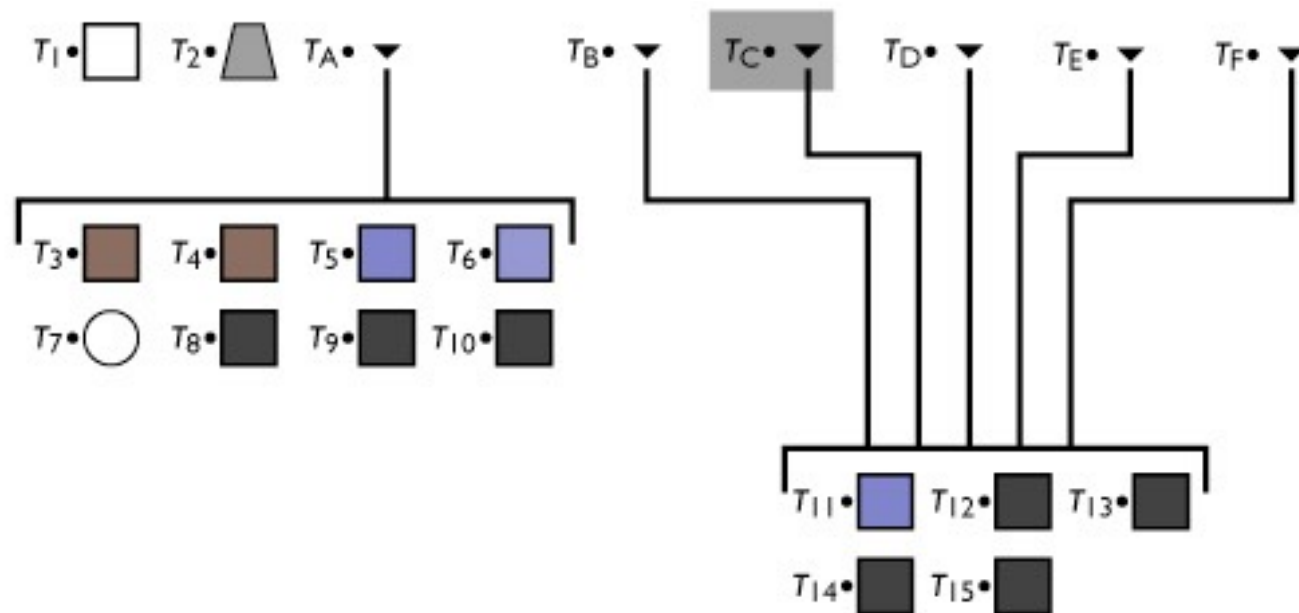 T1• T2• TA• TB• TC• TD• TE• TF•
T3• T4• T5• T6•
T7• T8• T9• T10•
T11• T12• T13•
T14• T15•